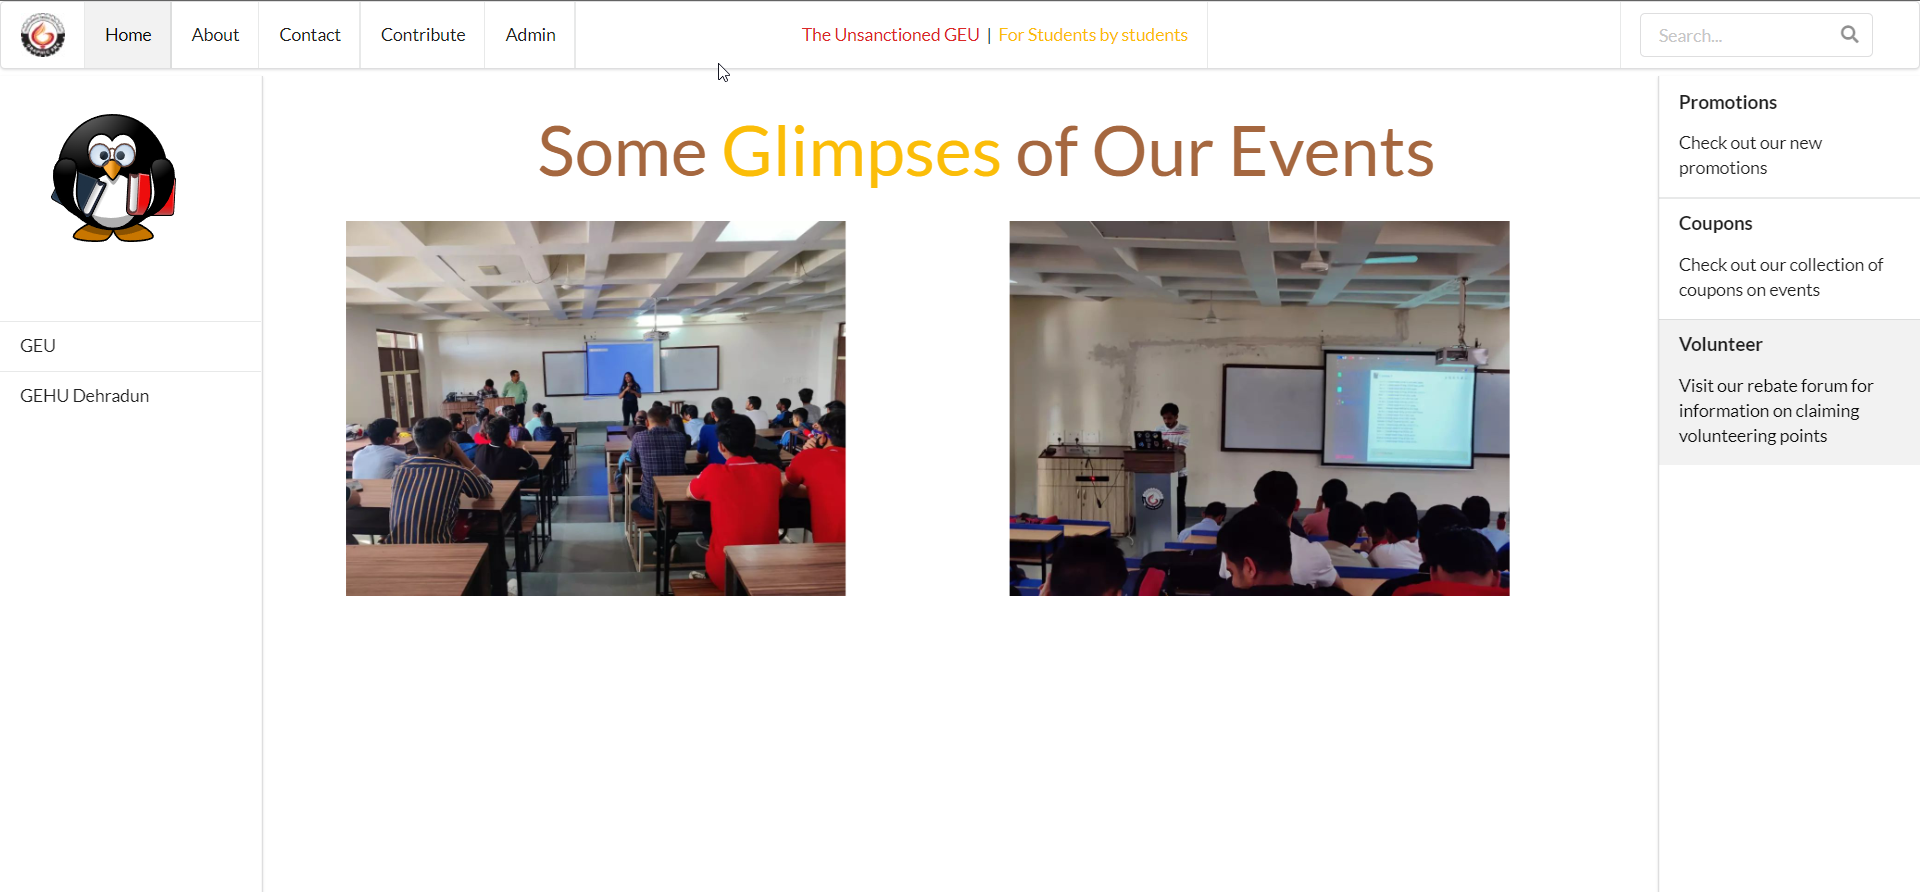 Home About Contact Contribute Admin The Unsanctioned GEU | For Students by students Search...
Some Glimpses of Our Events
GEU
GEHU Dehradun
Promotions
Check out our new
promotions
Coupons
Check out our collection of
coupons on events
Volunteer
Visit our rebate forum for
information on claiming
volunteering points